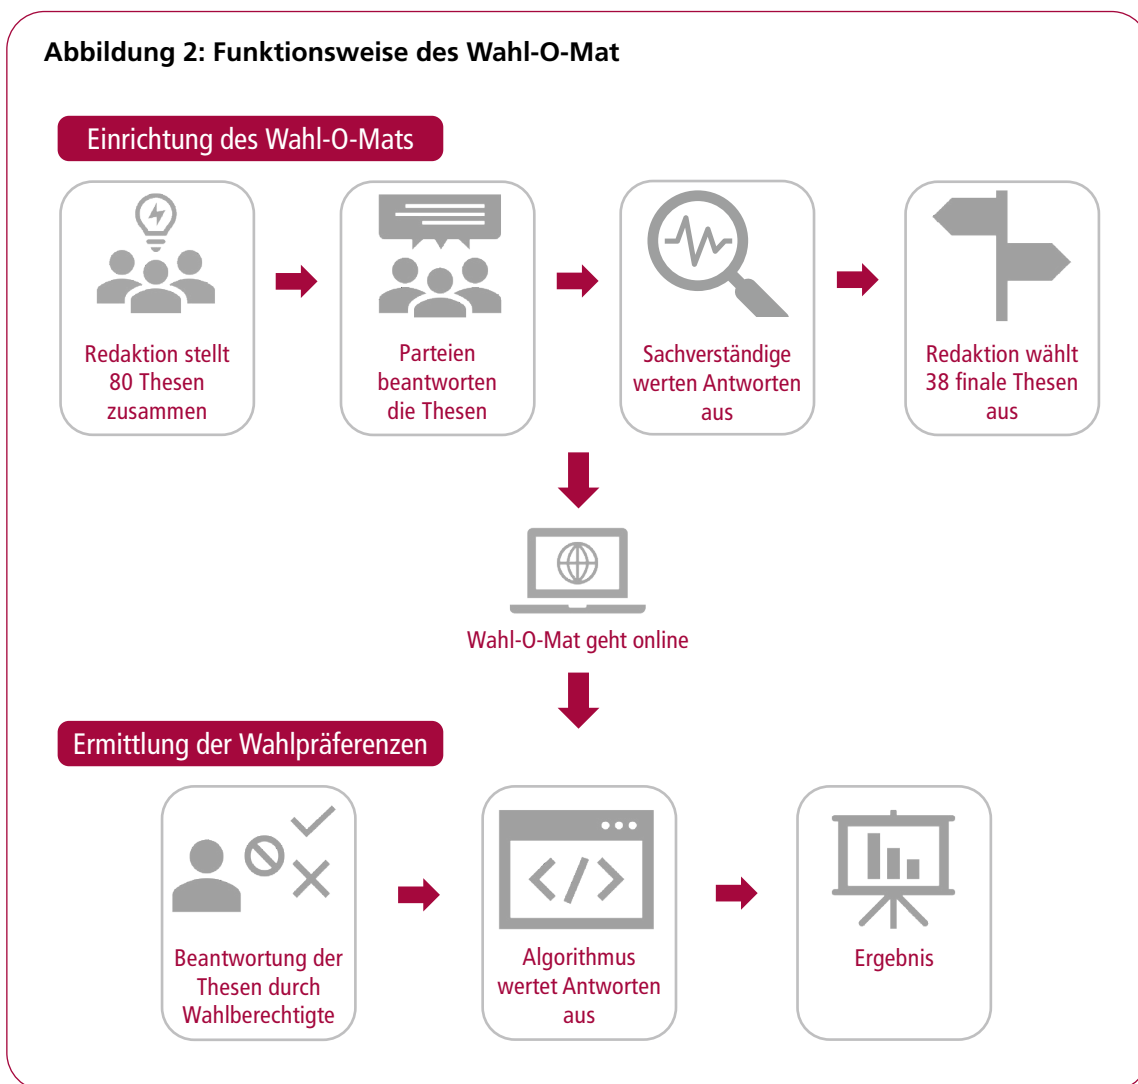 Abbildung 2: Funktionsweise des Wahl-O-Mat
Einrichtung des Wahl-O-Mats
Redaktion stellt
80 Thesen
zusammen
Parteien
beantworten
die Thesen
Sachverständige
werten Antworten
aus
Redaktion wählt
38 finale Thesen
aus
Wahl-O-Mat geht online
Ermittlung der Wahlpräferenzen
Beantwortung der
Thesen durch
Wahlberechtigte
</>
Algorithmus
wertet Antworten
aus
Ergebnis